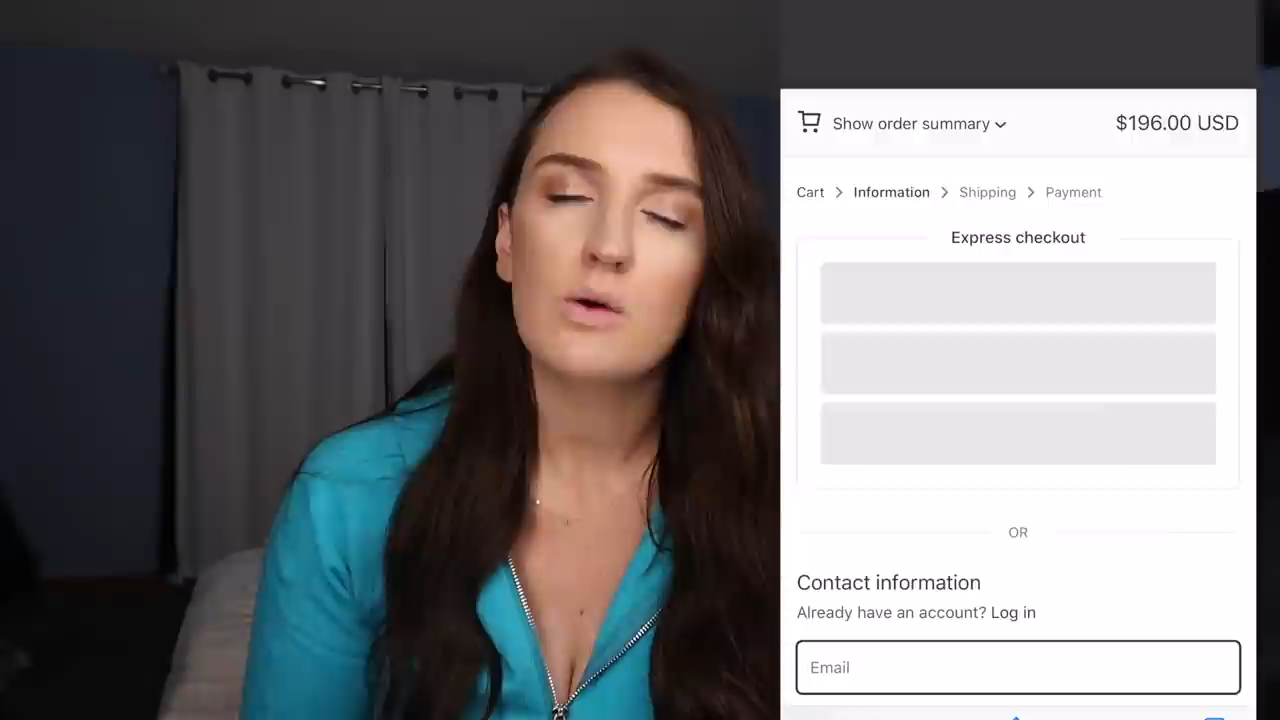 Show order summary $196.00 USD
Cart > Information > Shipping > Payment
Express checkout
OR
Contact information
Already have an account? Log in
Email